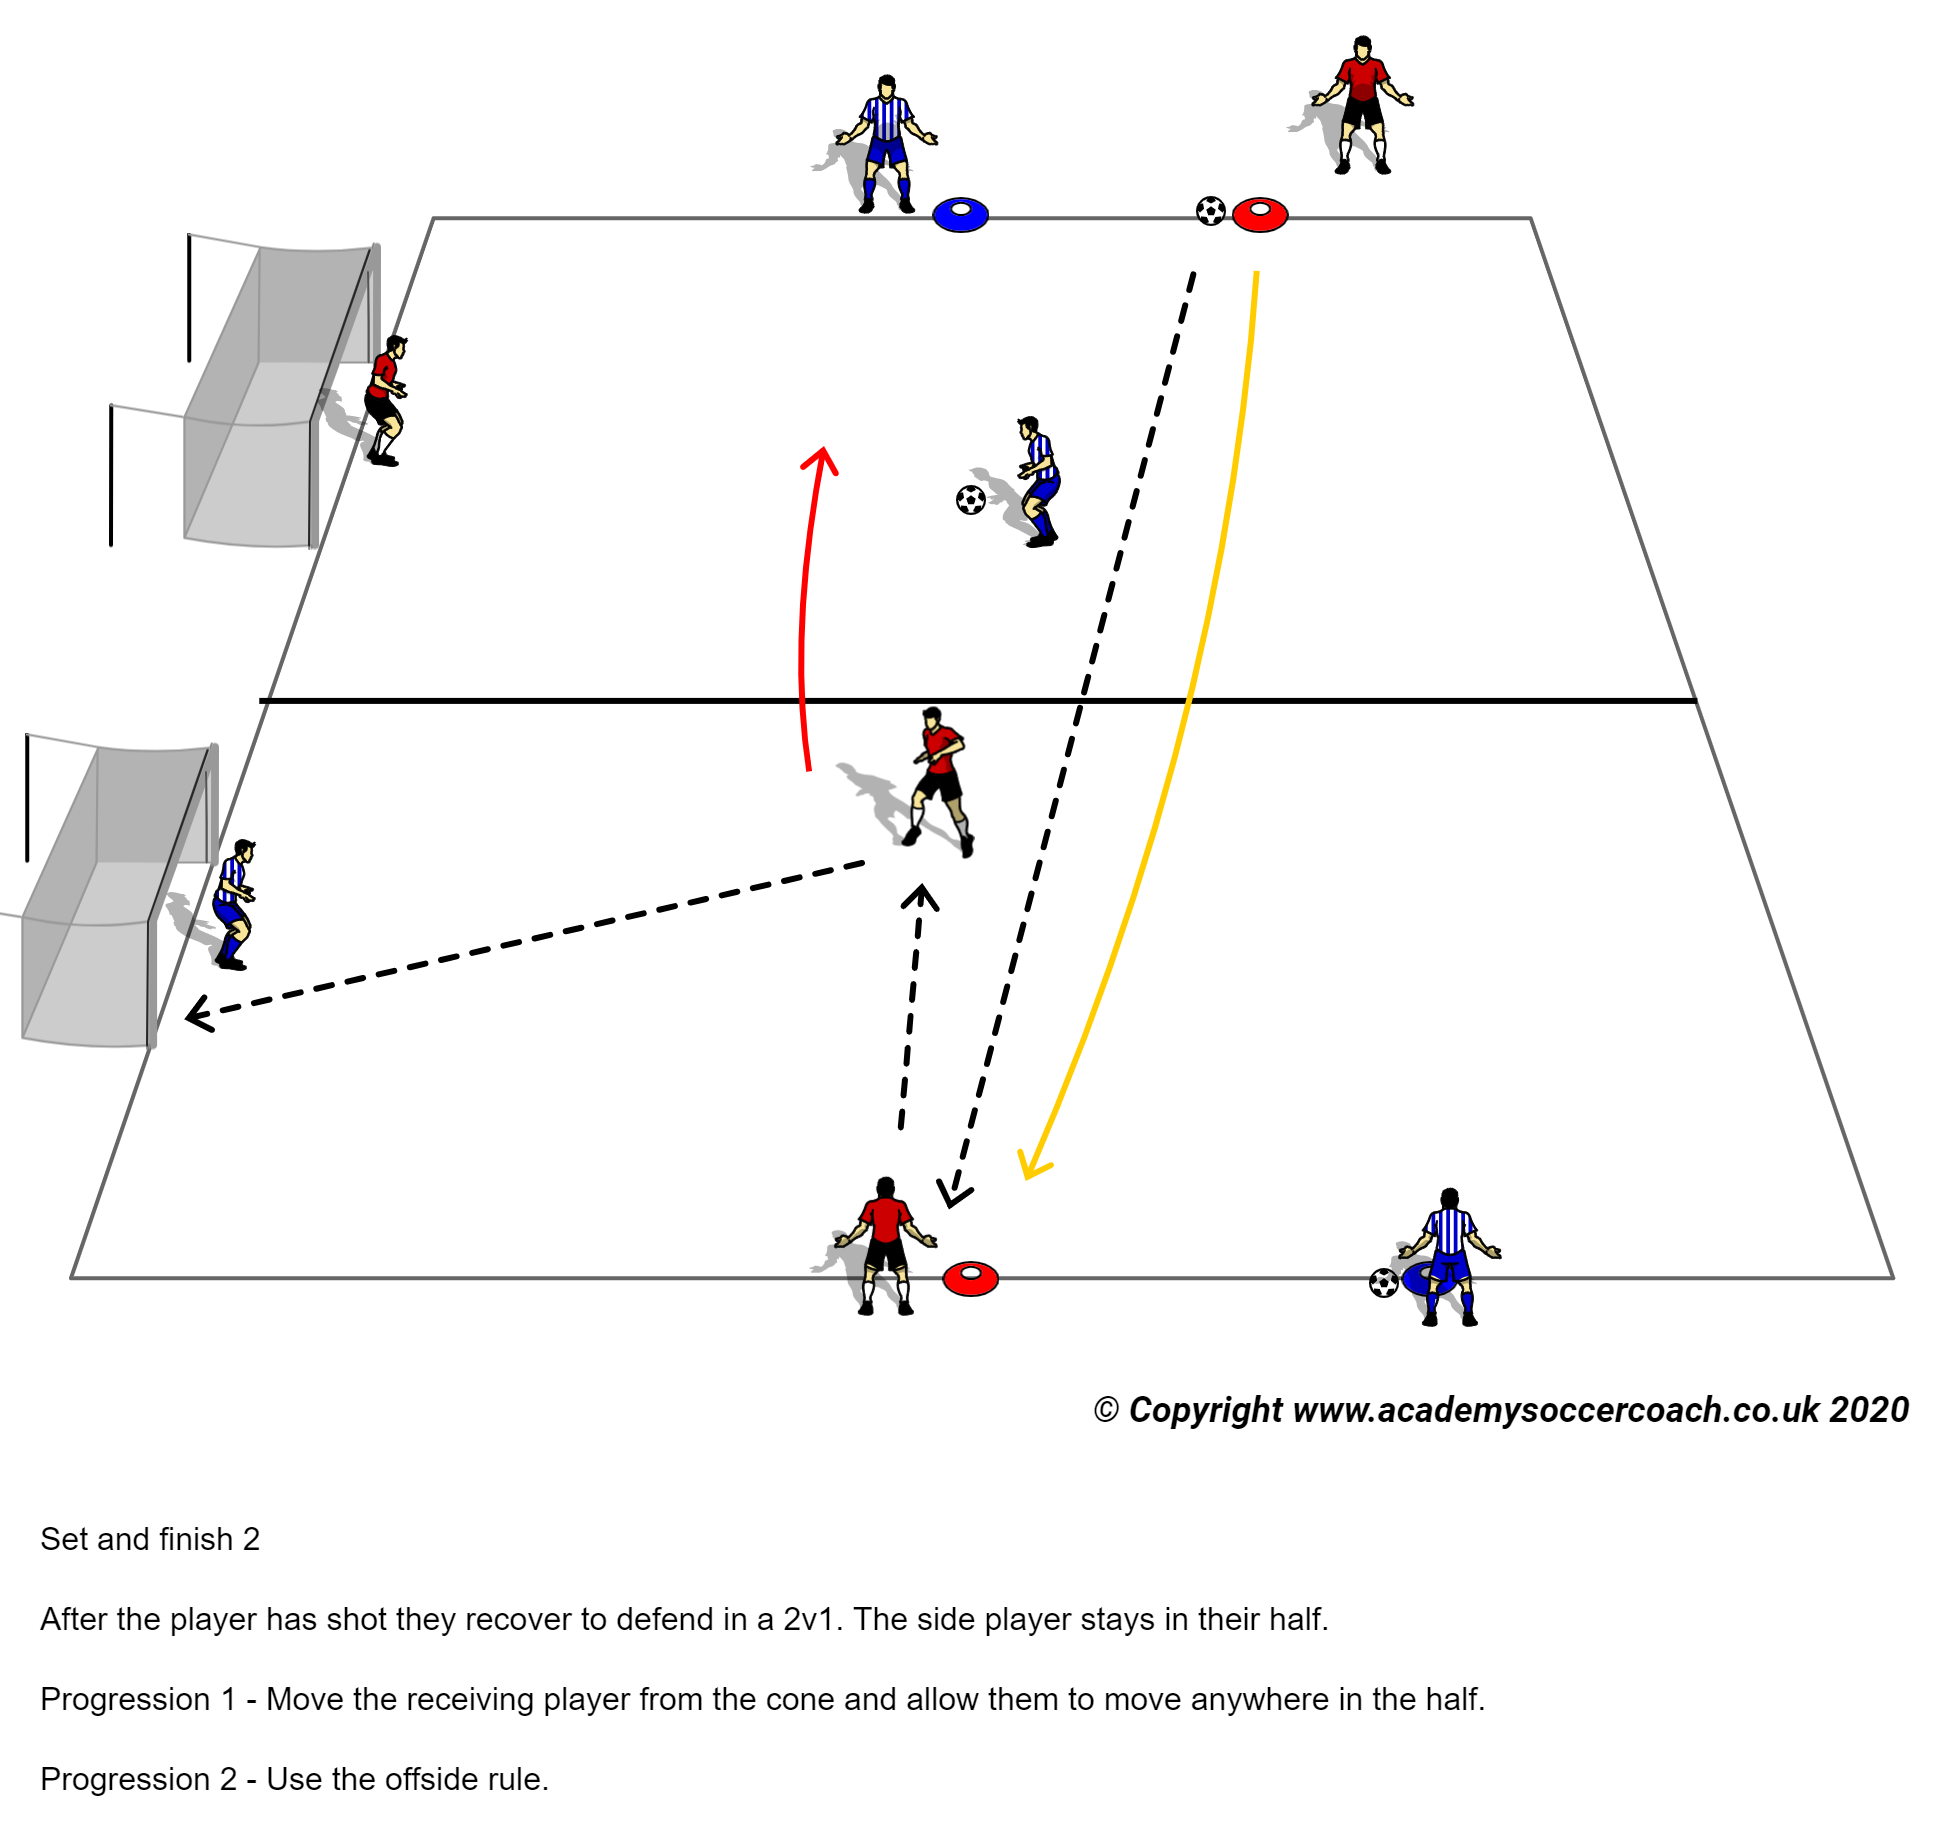 © Copyright www.academysoccercoach.co.uk 2020
Set and finish 2
After the player has shot they recover to defend in a 2v1. The side player stays in their half.
Progression 1 - Move the receiving player from the cone and allow them to move anywhere in the half.
Progression 2 - Use the offside rule.